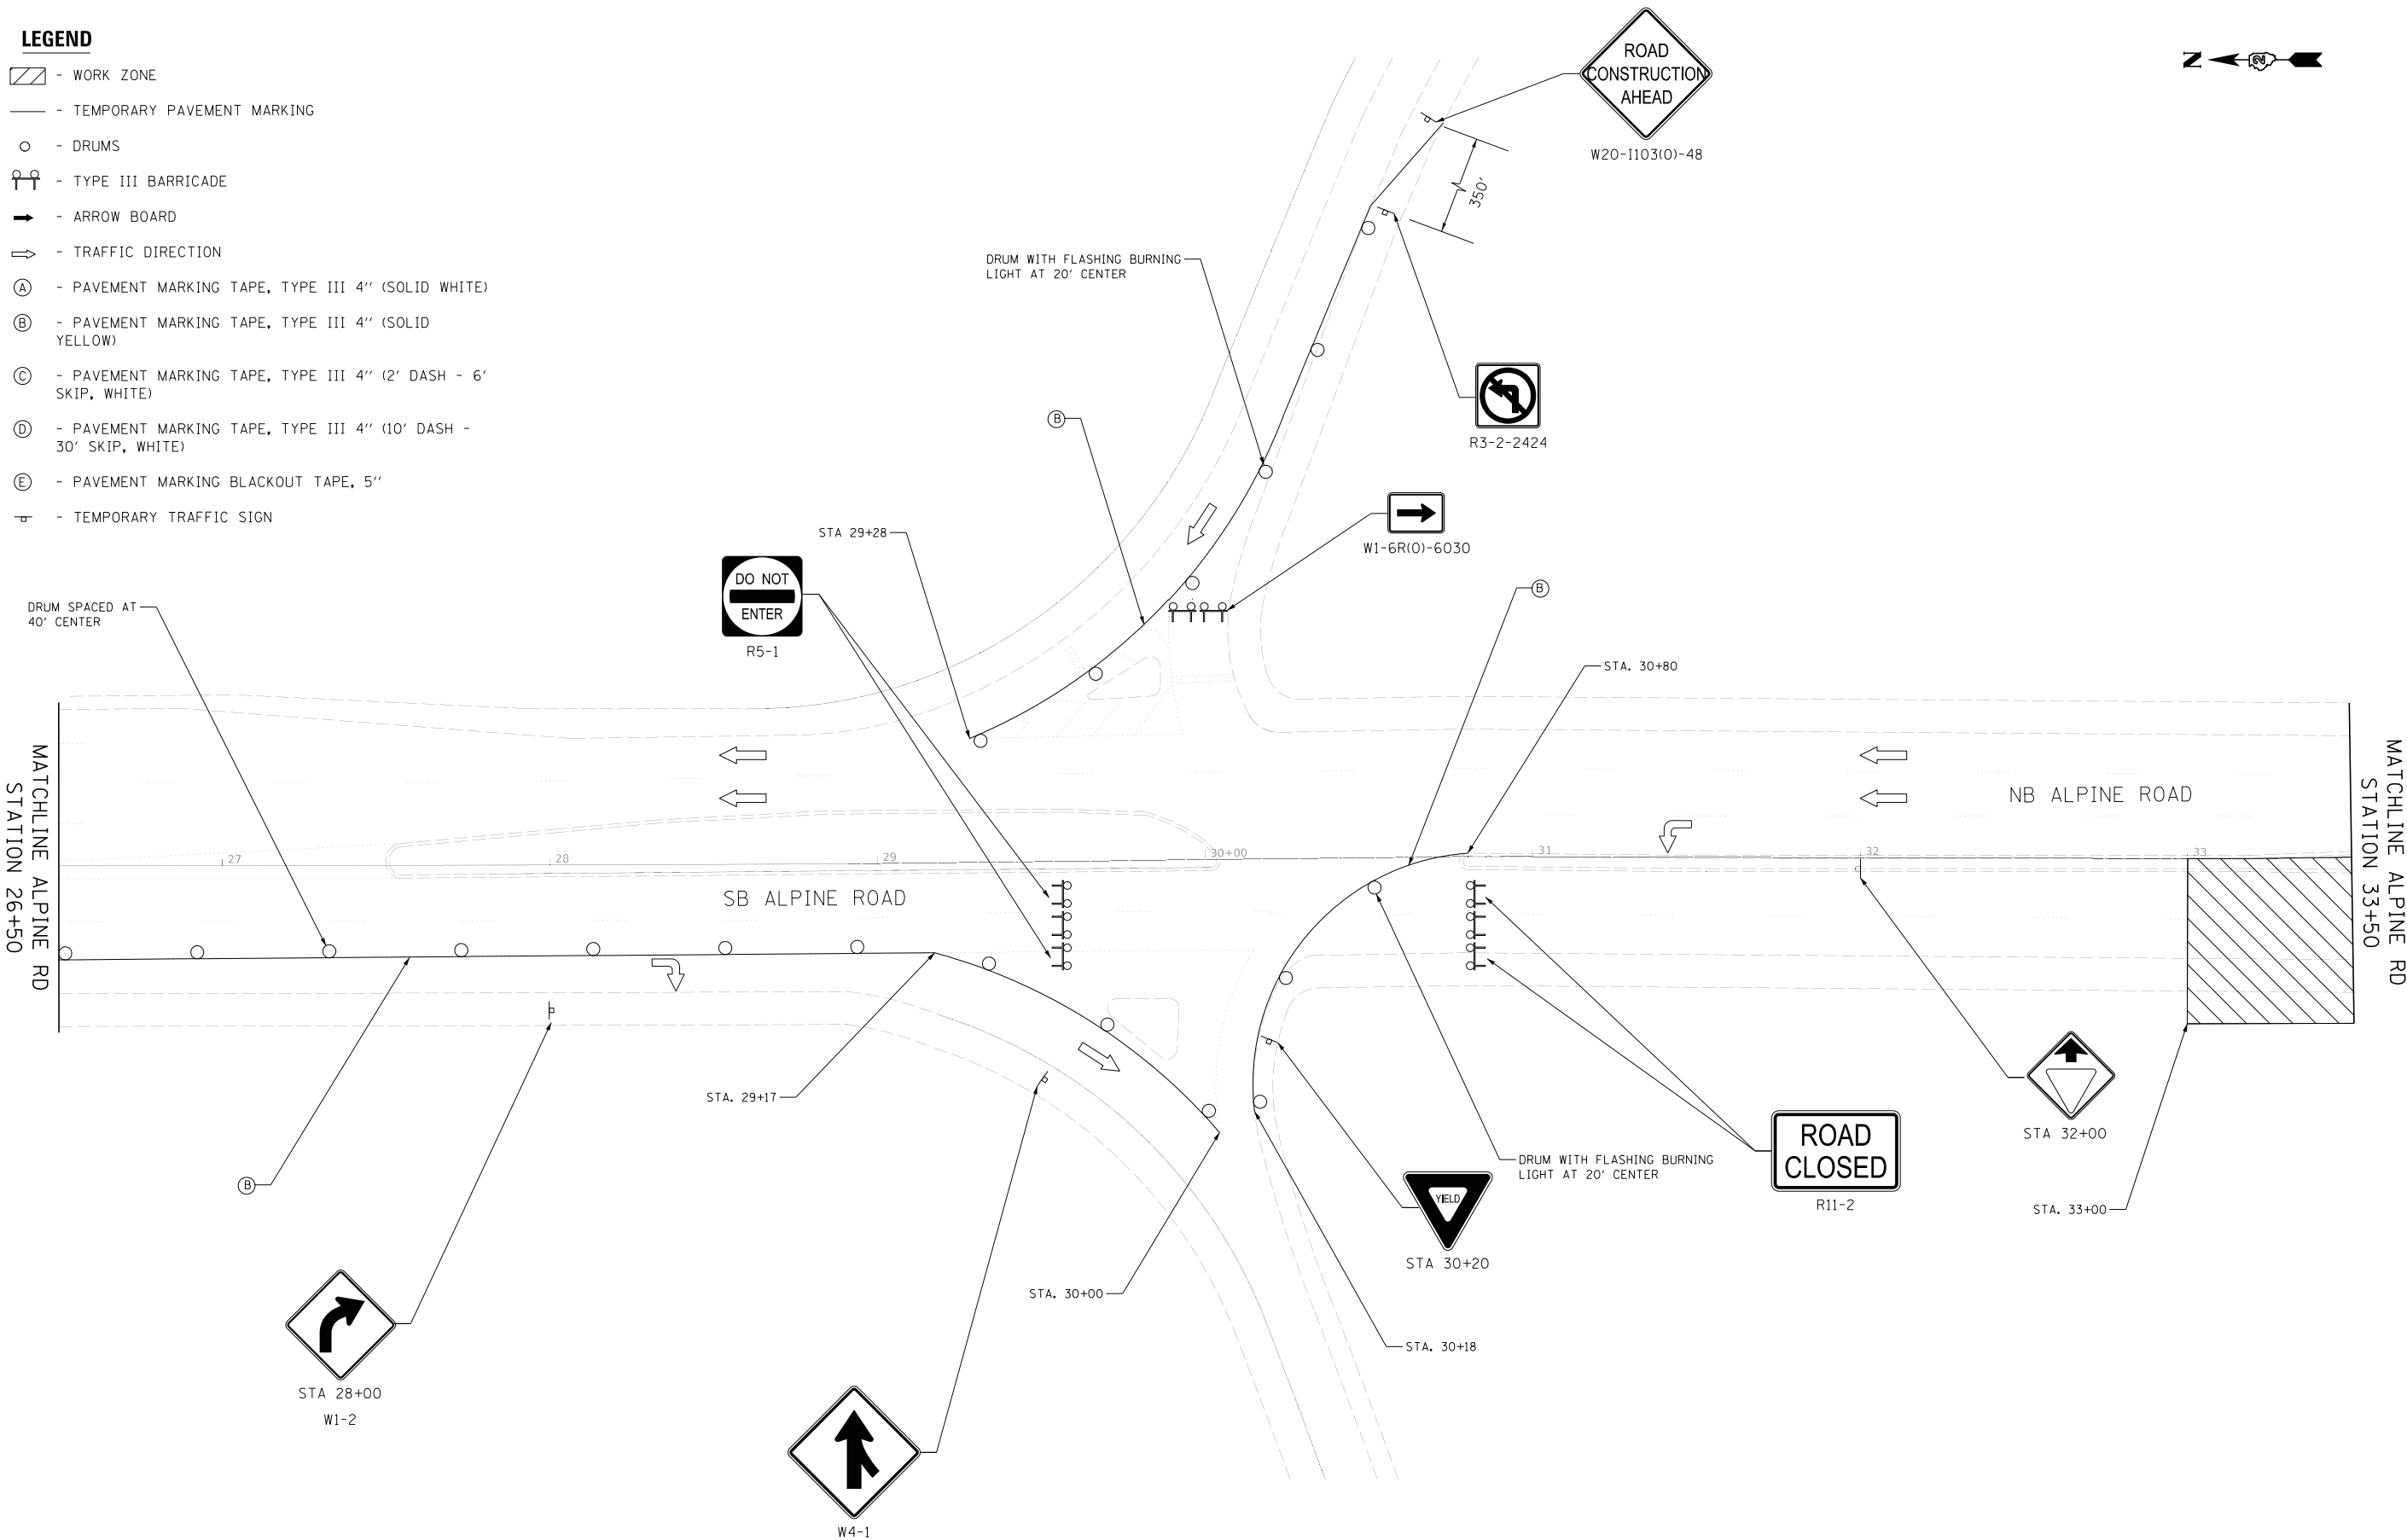 LEGEND
- WORK ZONE
- TEMPORARY PAVEMENT MARKING
- DRUMS
- TYPE III BARRICADE
- ARROW BOARD
- TRAFFIC DIRECTION
A - PAVEMENT MARKING TAPE, TYPE III 4'' (SOLID WHITE)
B - PAVEMENT MARKING TAPE, TYPE III 4'' (SOLID
YELLOW)
C - PAVEMENT MARKING TAPE, TYPE III 4'' (2' DASH - 6'
SKIP, WHITE)
D - PAVEMENT MARKING TAPE, TYPE III 4'' (10' DASH -
30' SKIP, WHITE)
E - PAVEMENT MARKING BLACKOUT TAPE, 5''
- TEMPORARY TRAFFIC SIGN
N
ROAD
CONSTRUCTION
AHEAD
W20-I103(O)-48
350'
DRUM WITH FLASHING BURNING
LIGHT AT 20' CENTER
R3-2-2424
B
W1-6R(O)-6030
STA 29+28
DO NOT
ENTER
R5-1
B
DRUM SPACED AT
40' CENTER
STA. 30+80
MATCHLINE ALPINE RD
STATION 26+50
NB ALPINE ROAD
MATCHLINE ALPINE RD
STATION 33+50
27
28
29
30+00
31
32
33
SB ALPINE ROAD
STA. 29+17
B
STA 32+00
ROAD
CLOSED
R11-2
STA. 33+00
DRUM WITH FLASHING BURNING
LIGHT AT 20' CENTER
YIELD
STA 30+20
STA. 30+00
STA. 30+18
STA 28+00
W1-2
W4-1